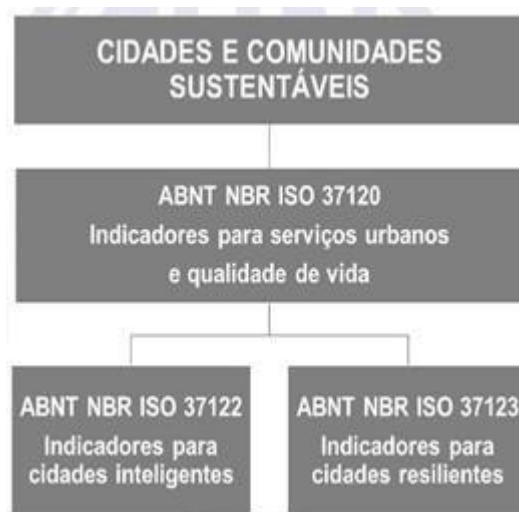 CIDADES E COMUNIDADES
SUSTENTÁVEIS
ABNT NBR ISO 37120
Indicadores para serviços urbanos
e qualidade de vida
ABNT NBR ISO 37122
Indicadores para
cidades inteligentes
ABNT NBR ISO 37123
Indicadores para
cidades resilientes